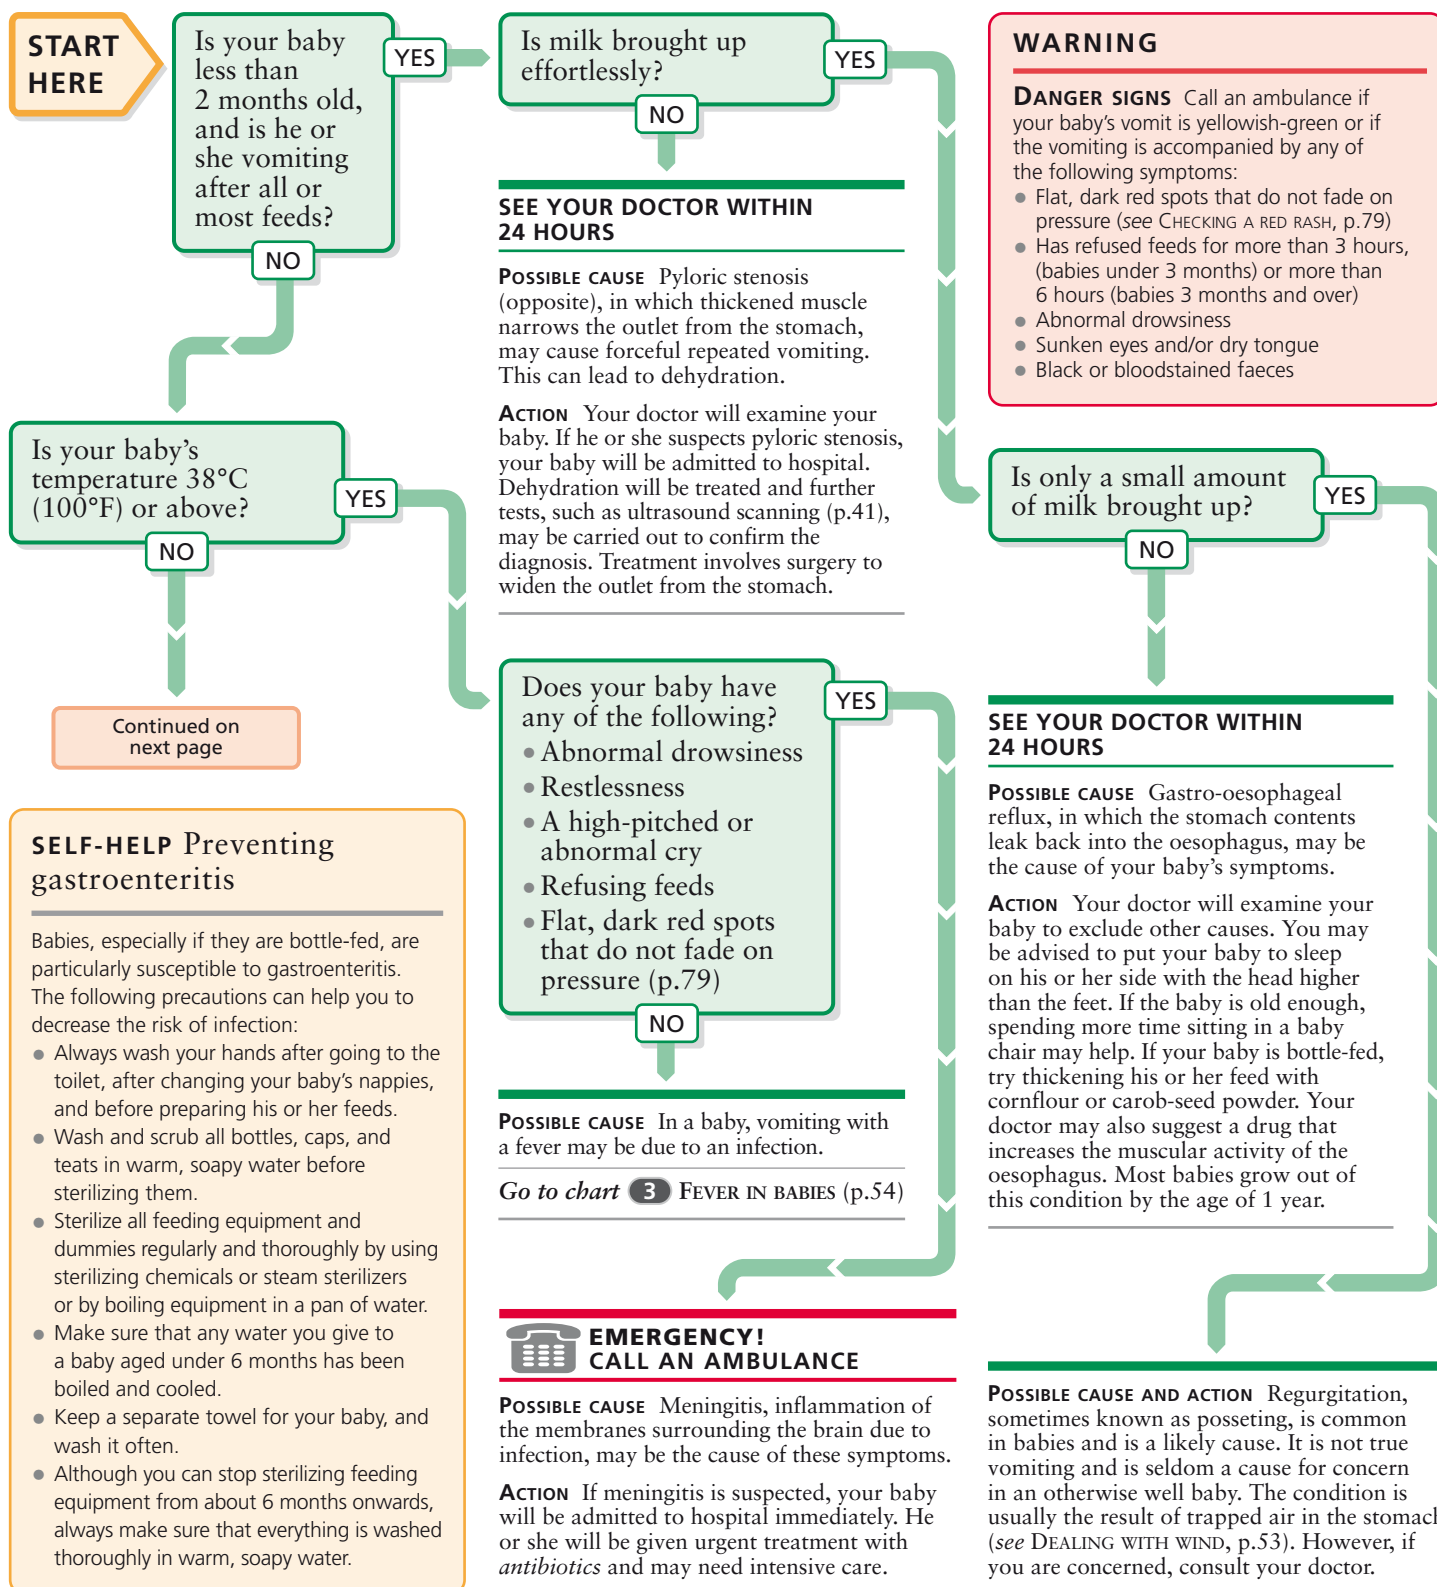 START
HERE
Is your baby
less than
2 months old,
and is he or
she vomiting
after all or
most feeds?
YES
NO
Is milk brought up
effortlessly?
YES
NO
SEE YOUR DOCTOR WITHIN
24 HOURS
POSSIBLE CAUSE Pyloric stenosis
(opposite), in which thickened muscle
narrows the outlet from the stomach,
may cause forceful repeated vomiting.
This can lead to dehydration.
ACTION Your doctor will examine your
baby. If he or she suspects pyloric stenosis,
your baby will be admitted to hospital.
Dehydration will be treated and further
tests, such as ultrasound scanning (p.41),
may be carried out to confirm the
diagnosis. Treatment involves surgery to
widen the outlet from the stomach.
WARNING
DANGER SIGNS Call an ambulance if
your baby's vomit is yellowish-green or if
the vomiting is accompanied by any of
the following symptoms:
• Flat, dark red spots that do not fade on
pressure (see CHECKING A RED RASH, p.79)
• Has refused feeds for more than 3 hours,
(babies under 3 months) or more than
6 hours (babies 3 months and over)
• Abnormal drowsiness
• Sunken eyes and/or dry tongue
• Black or bloodstained faeces
Is your baby's
temperature 38°C
(100°F) or above?
YES
NO
Continued on
next page
Is only a small amount
of milk brought up?
YES
NO
Does your baby have
any of the following?
• Abnormal drowsiness
• Restlessness
• A high-pitched or
abnormal cry
• Refusing feeds
• Flat, dark red spots
that do not fade on
pressure (p.79)
YES
NO
POSSIBLE CAUSE In a baby, vomiting with
a fever may be due to an infection.
Go to chart 3 FEVER IN BABIES (p.54)
SEE YOUR DOCTOR WITHIN
24 HOURS
POSSIBLE CAUSE Gastro-oesophageal
reflux, in which the stomach contents
leak back into the oesophagus, may be
the cause of your baby's symptoms.
ACTION Your doctor will examine your
baby to exclude other causes. You may
be advised to put your baby to sleep
on his or her side with the head higher
than the feet. If the baby is old enough,
spending more time sitting in a baby
chair may help. If your baby is bottle-fed,
try thickening his or her feed with
cornflour or carob-seed powder. Your
doctor may also suggest a drug that
increases the muscular activity of the
oesophagus. Most babies grow out of
this condition by the age of 1 year.
SELF-HELP Preventing
gastroenteritis
Babies, especially if they are bottle-fed, are
particularly susceptible to gastroenteritis.
The following precautions can help you to
decrease the risk of infection:
• Always wash your hands after going to the
toilet, after changing your baby's nappies,
and before preparing his or her feeds.
• Wash and scrub all bottles, caps, and
teats in warm, soapy water before
sterilizing them.
• Sterilize all feeding equipment and
dummies regularly and thoroughly by using
sterilizing chemicals or steam sterilizers
or by boiling equipment in a pan of water.
• Make sure that any water you give to
a baby aged under 6 months has been
boiled and cooled.
• Keep a separate towel for your baby, and
wash it often.
• Although you can stop sterilizing feeding
equipment from about 6 months onwards,
always make sure that everything is washed
thoroughly in warm, soapy water.
EMERGENCY!
CALL AN AMBULANCE
POSSIBLE CAUSE Meningitis, inflammation of
the membranes surrounding the brain due to
infection, may be the cause of these symptoms.
ACTION If meningitis is suspected, your baby
will be admitted to hospital immediately. He
or she will be given urgent treatment with
antibiotics and may need intensive care.
POSSIBLE CAUSE AND ACTION Regurgitation,
sometimes known as posseting, is common
in babies and is a likely cause. It is not true
vomiting and is seldom a cause for concern
in an otherwise well baby. The condition is
usually the result of trapped air in the stomach
(see DEALING WITH WIND, p.53). However, if
you are concerned, consult your doctor.